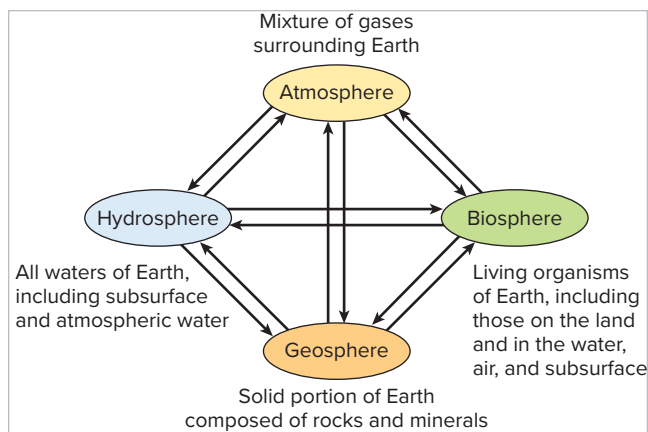 Mixture of gases
surrounding Earth
Atmosphere
Hydrosphere
Biosphere
All waters of Earth,
including subsurface
and atmospheric water
Living organisms
of Earth, including
those on the land
and in the water,
air, and subsurface
Geosphere
Solid portion of Earth
composed of rocks and minerals